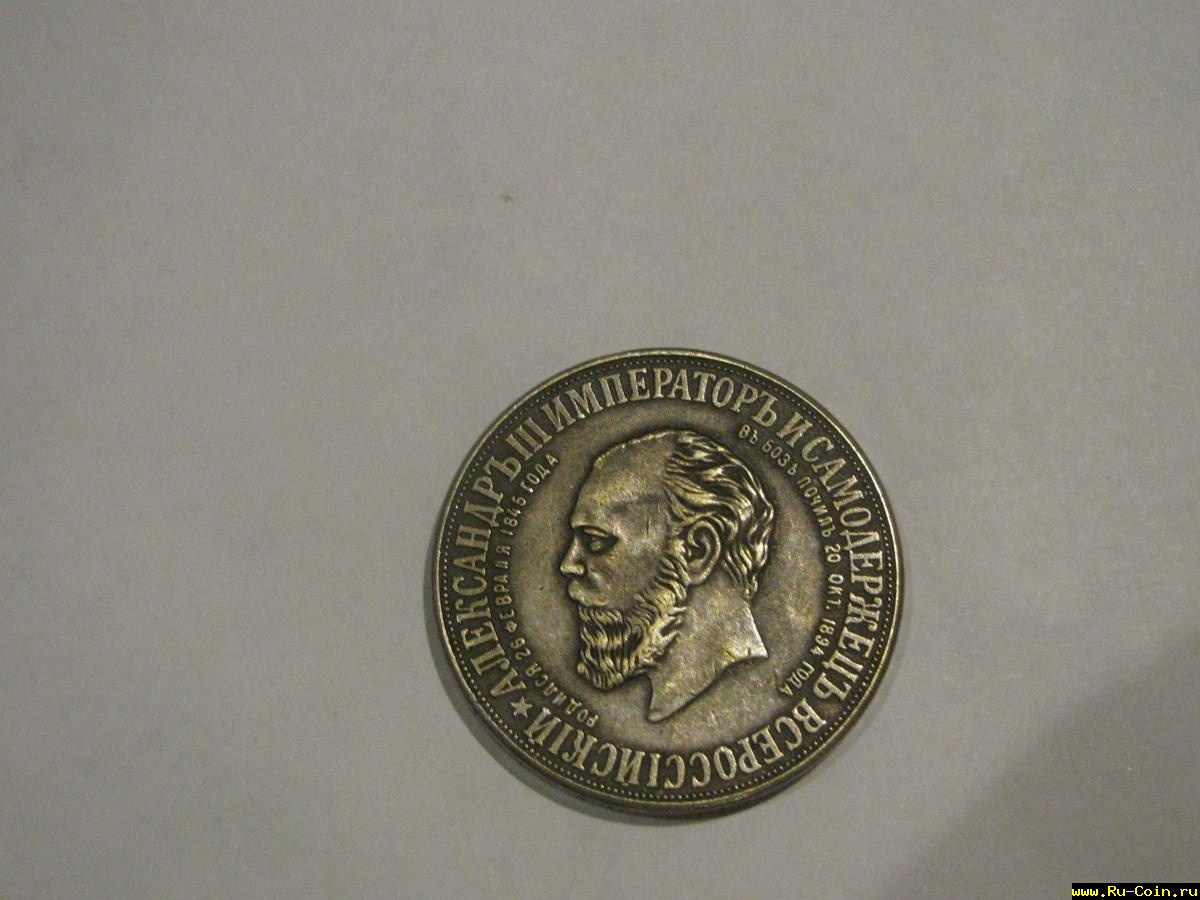 АЛЕКСАНДРЪ III ИМПЕРАТОРЪ И САМОДЕРЖЕЦЪ ВСЕРОССIЙСКIЙ ★
РОДИЛСЯ 26 ФЕВРАЛЯ 1845 ГОДА
ВЪ БОЗѢ ПОЧИЛЪ 20 ОКТ. 1894 ГОДА
www.Ru-Coin.ru